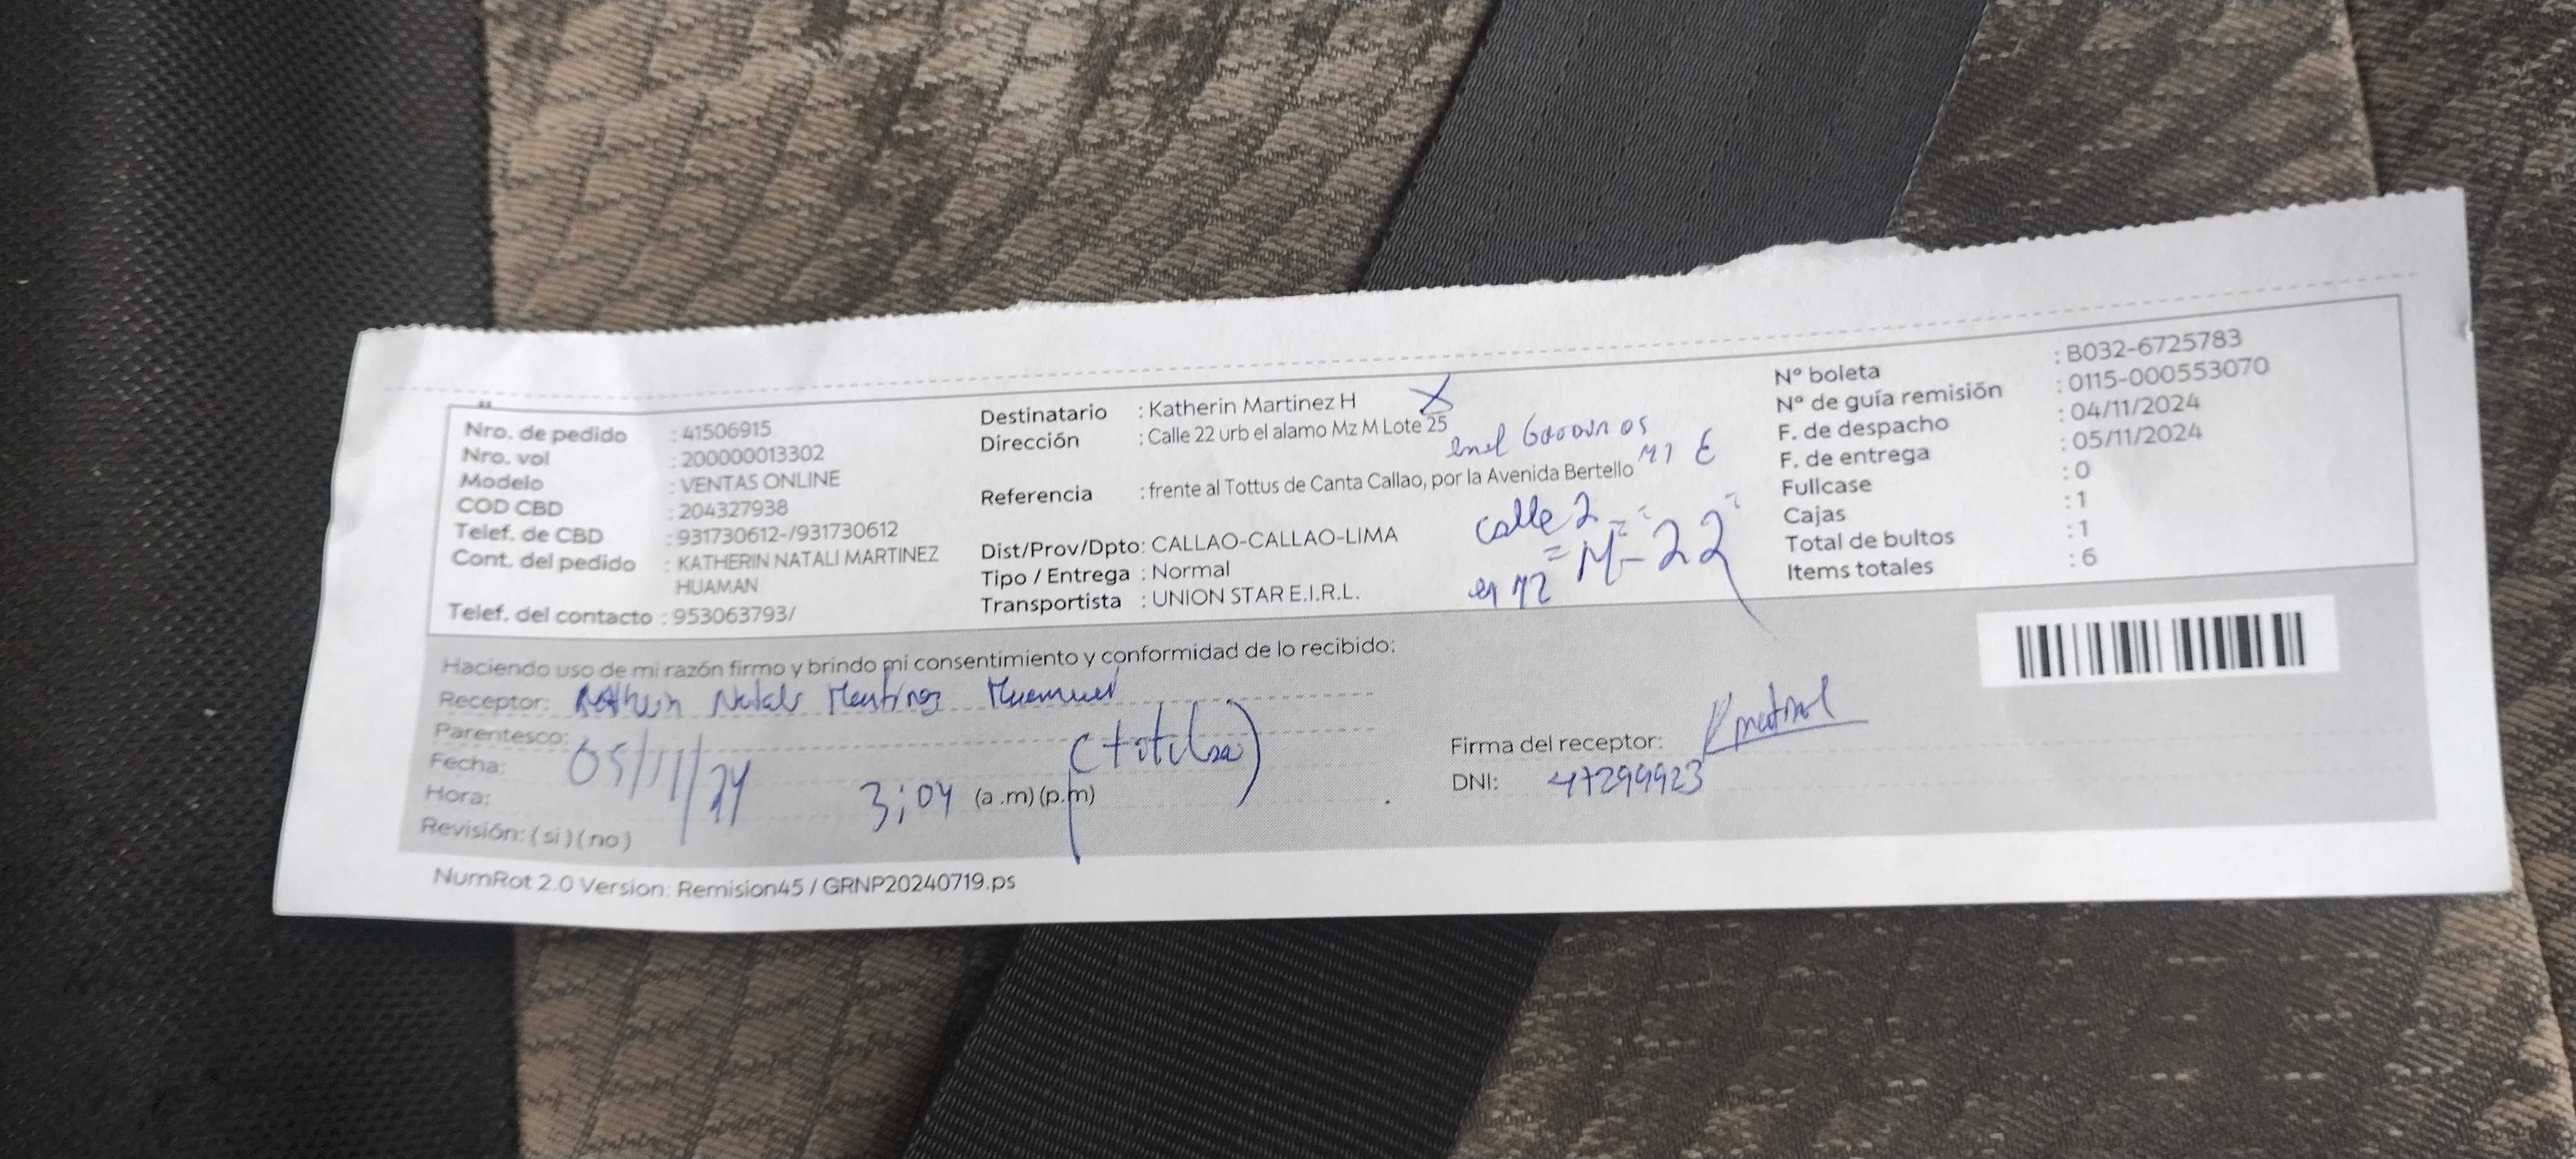 Nro. de pedido : 41506915
Nro. vol : 200000013302
Modelo : VENTAS ONLINE
COD CBD : 204327938
Telef. de CBD : 931730612-/931730612
Cont. del pedido : KATHERIN NATALI MARTINEZ
HUAMAN
Telef. del contacto : 953063793/
Destinatario : Katherin Martinez H
Dirección : Calle 22 urb el alamo Mz M Lote 25
Referencia : frente al Tottus de Canta Callao, por la Avenida Bertello
calle 2
M-22
Dist/Prov/Dpto: CALLAO-CALLAO-LIMA
Tipo / Entrega : Normal
Transportista : UNION STAR E.I.R.L.
Nº boleta : B032-6725783
Nº de guía remisión : 0115-000553070
F. de despacho : 04/11/2024
F. de entrega : 05/11/2024
Fullcase : 0
Cajas : 1
Total de bultos : 1
Items totales : 6
Haciendo uso de mi razón firmo y brindo mi consentimiento y conformidad de lo recibido:
Receptor:
Parentesco:
Fecha: 05/11/24
Hora: 3:04 (a .m) (p.m)
Revisión: ( si ) ( no )
Firma del receptor:
DNI: 47299923
NumRot 2.0 Version: Remision45 / GRNP20240719.ps